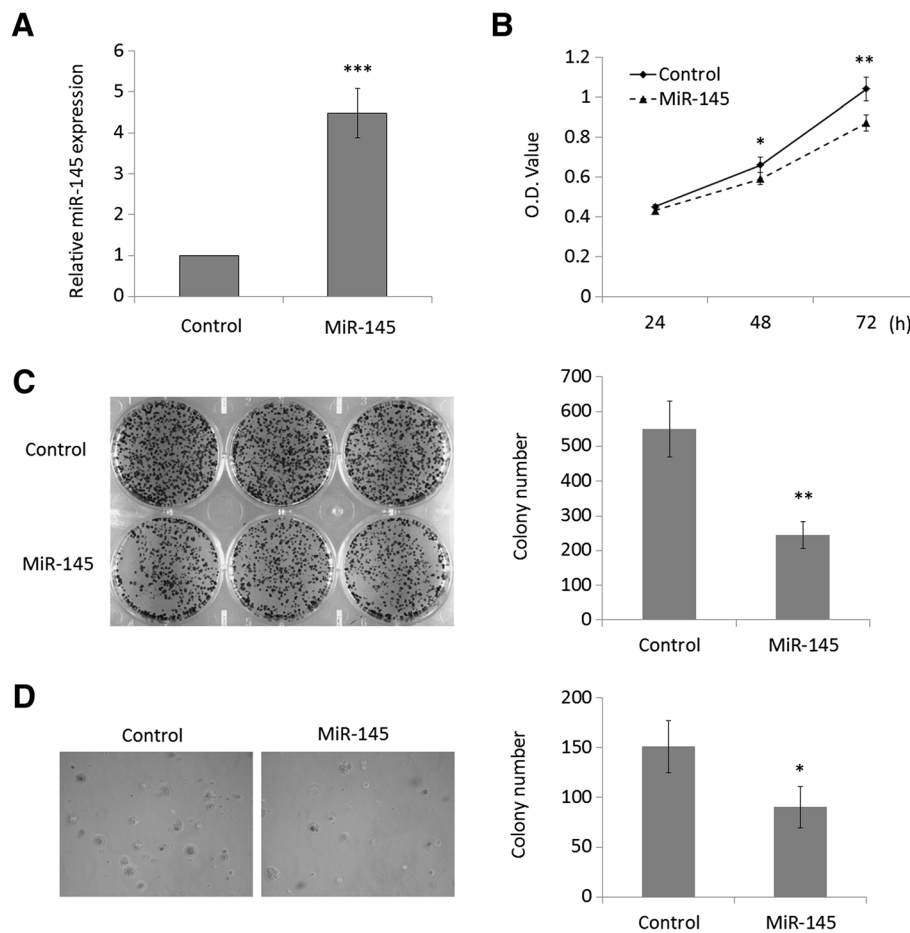 A
Relative miR-145 expression
6
5
4
3
2
1
0
***
Control
MiR-145
B
O.D. Value
1.2
1
0.8
0.6
0.4
0.2
0
Control
MiR-145
*
**
24
48
72
(h)
C
Control
MiR-145
Colony number
700
600
500
400
300
200
100
0
**
Control
MiR-145
D
Control
MiR-145
Colony number
200
150
100
50
0
*
Control
MiR-145